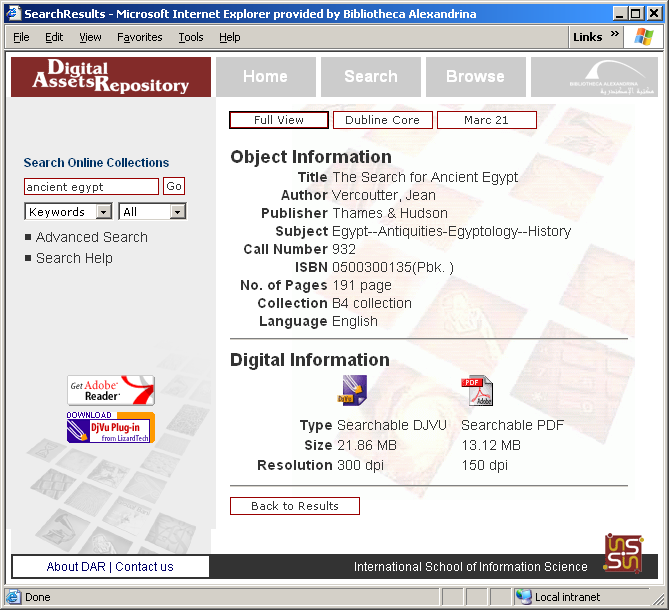 SearchResults - Microsoft Internet Explorer provided by Bibliotheca Alexandrina
File Edit View Favorites Tools Help Links »
Digital
AssetsRepository
Home Search Browse
BIBLIOTHECA ALEXANDRINA
مكتبة الإسكندرية
Full View Dubline Core Marc 21
Search Online Collections
ancient egypt Go
Keywords All
Advanced Search
Search Help
Get Adobe
Reader
DOWNLOAD
DjVu Plug-in
from LizardTech
Object Information
Title The Search for Ancient Egypt
Author Vercoutter, Jean
Publisher Thames & Hudson
Subject Egypt--Antiquities-Egyptology--History
Call Number 932
ISBN 0500300135(Pbk. )
No. of Pages 191 page
Collection B4 collection
Language English
Digital Information
DjVu PDF Adobe
Type Searchable DJVU Searchable PDF
Size 21.86 MB 13.12 MB
Resolution 300 dpi 150 dpi
Back to Results
About DAR | Contact us
International School of Information Science
Done Local intranet